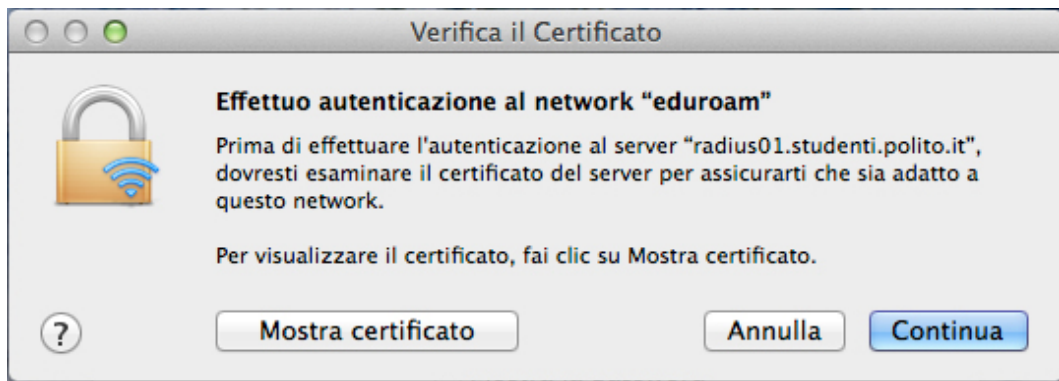 Verifica il Certificato
Effettuo autenticazione al network “eduroam”
Prima di effettuare l'autenticazione al server “radius01.studenti.polito.it”,
dovresti esaminare il certificato del server per assicurarti che sia adatto a
questo network.
Per visualizzare il certificato, fai clic su Mostra certificato.
? Mostra certificato Annulla Continua